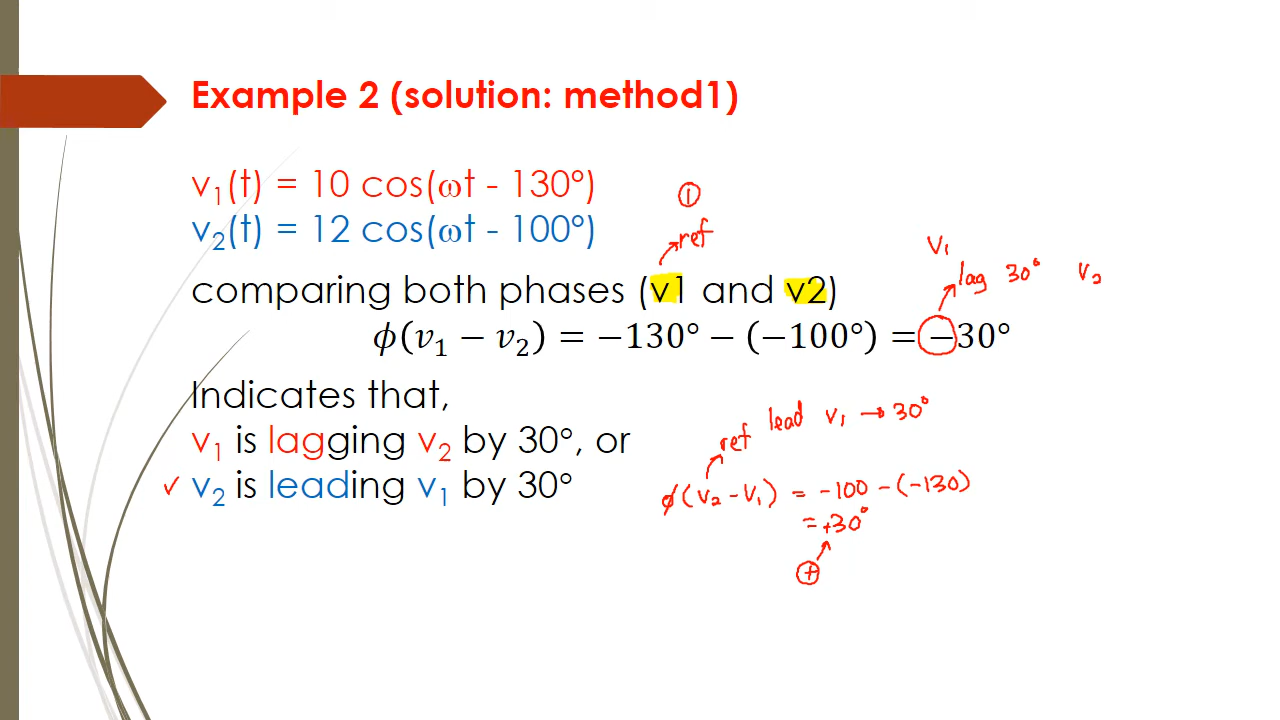 Example 2 (solution: method1)
v₁(t) = 10 cos(ωt - 130°)
①
v₂(t) = 12 cos(ωt - 100°)
ref
V₁
lag 30° V₂
comparing both phases (v1 and v2)
ϕ(v₁ − v₂) = −130° − (−100°) = −30°
Indicates that,
lead V₁ → 30°
ref
v₁ is lagging v₂ by 30°, or
✓ v₂ is leading v₁ by 30°
ϕ(V₂ - V₁) = -100 - (-130)
= +30°
⊕